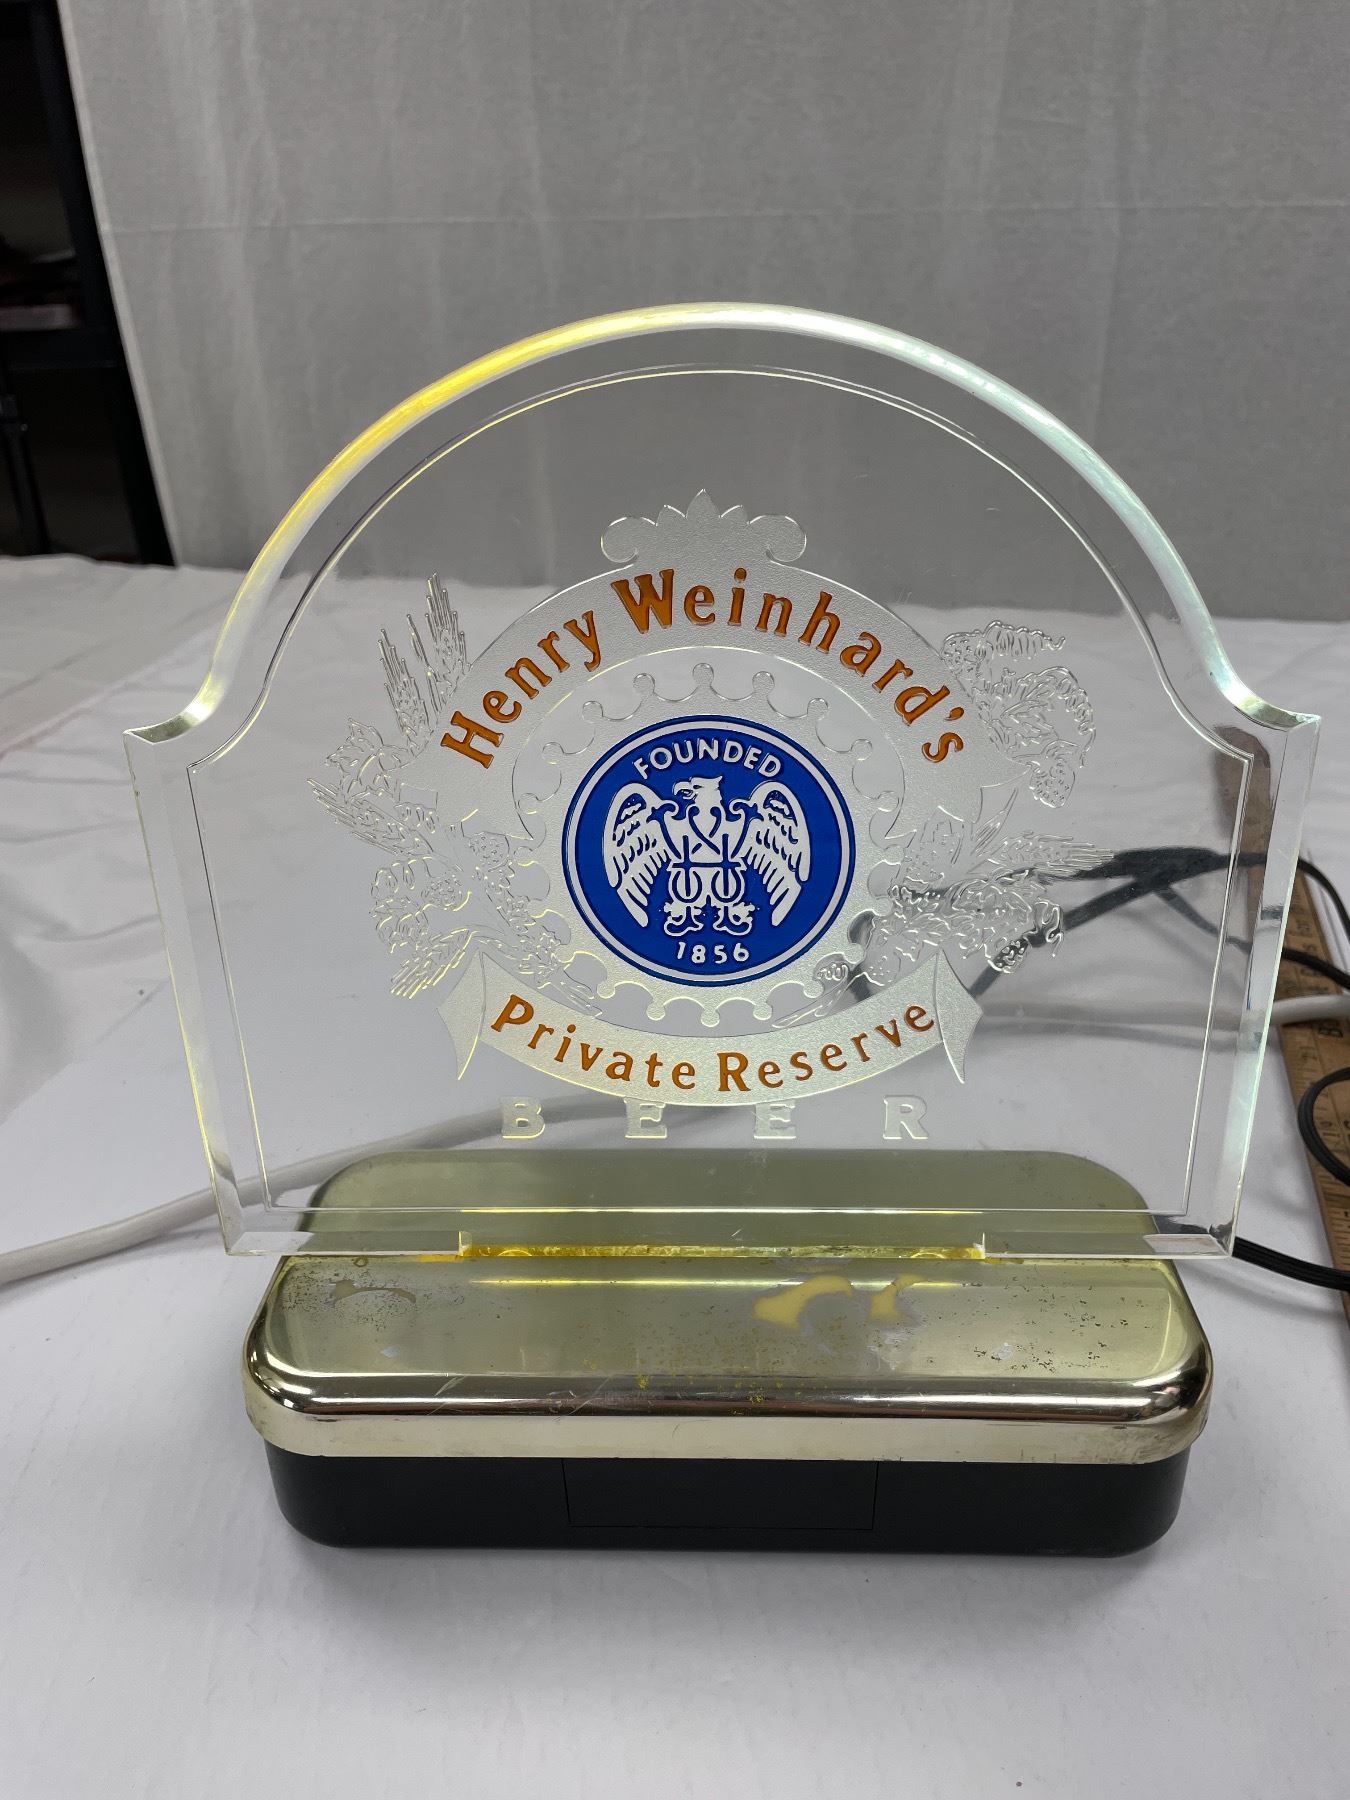 Henry Weinhard's
FOUNDED
1856
Private Reserve
BEER